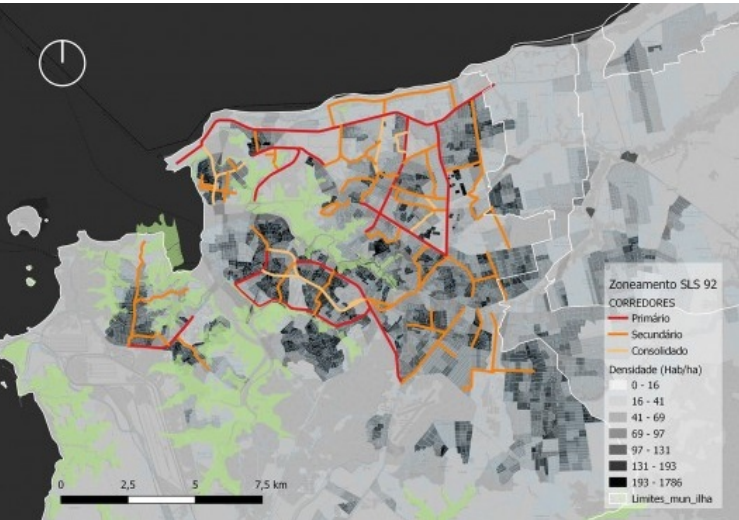 Zoneamento SLS 92
CORREDORES
Primário
Secundário
Consolidado
Densidade (Hab/ha)
0 - 16
16 - 41
41 - 69
69 - 97
97 - 131
131 - 193
193 - 1786
Limites_mun_ilha
0 2,5 5 7,5 km